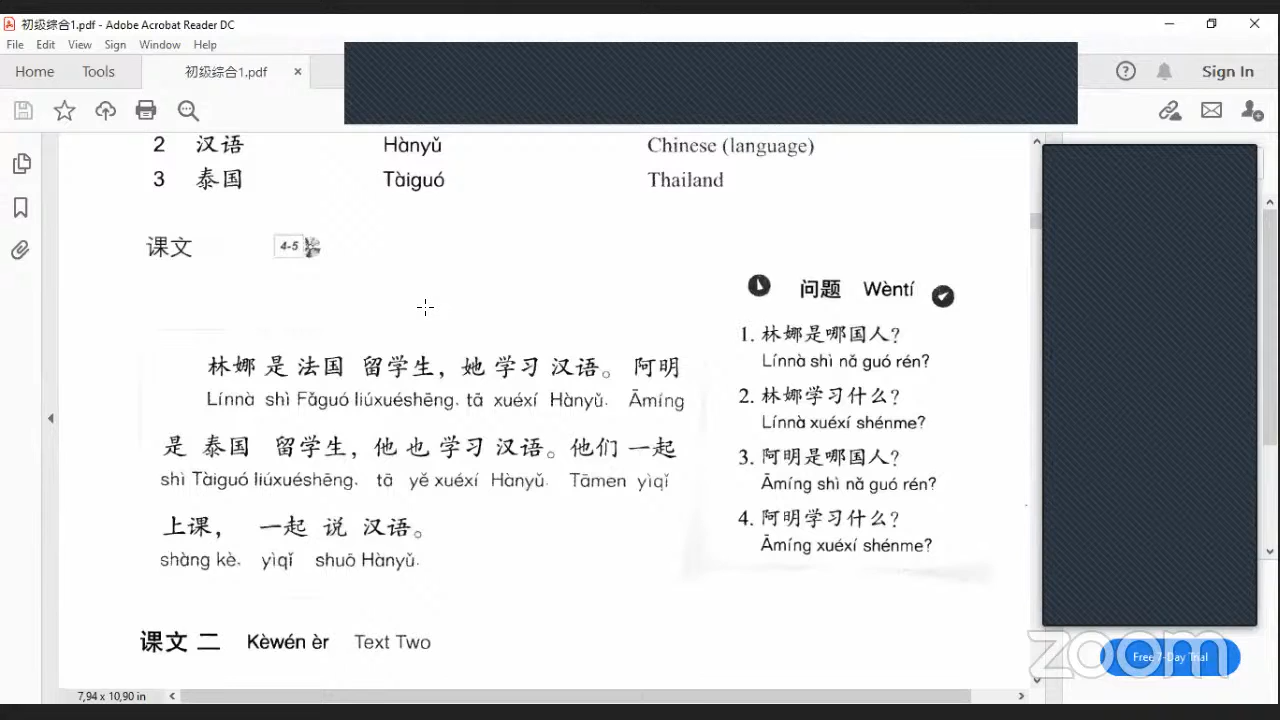 初级综合1.pdf - Adobe Acrobat Reader DC
File Edit View Sign Window Help
Home Tools 初级综合1.pdf × Sign In
2 汉语 Hànyǔ Chinese (language)
3 泰国 Tàiguó Thailand
课文 4-5
林娜 是 法国 留学生，她 学习 汉语。 阿明
Línnà shì Fǎguó liúxuéshēng. tā xuéxí Hànyǔ. Āmíng
是 泰国 留学生，他 也 学习 汉语。他们 一起
shì Tàiguó liúxuéshēng. tā yě xuéxí Hànyǔ. Tāmen yìqǐ
上课， 一起 说 汉语。
shàng kè. yìqǐ shuō Hànyǔ.
问题 Wèntí
1. 林娜是哪国人？
Línnà shì nǎ guó rén?
2. 林娜学习什么？
Línnà xuéxí shénme?
3. 阿明是哪国人？
Āmíng shì nǎ guó rén?
4. 阿明学习什么？
Āmíng xuéxí shénme?
课文 二 Kèwén èr Text Two
7,94 x 10,90 in
Free 7-Day Trial
zoom